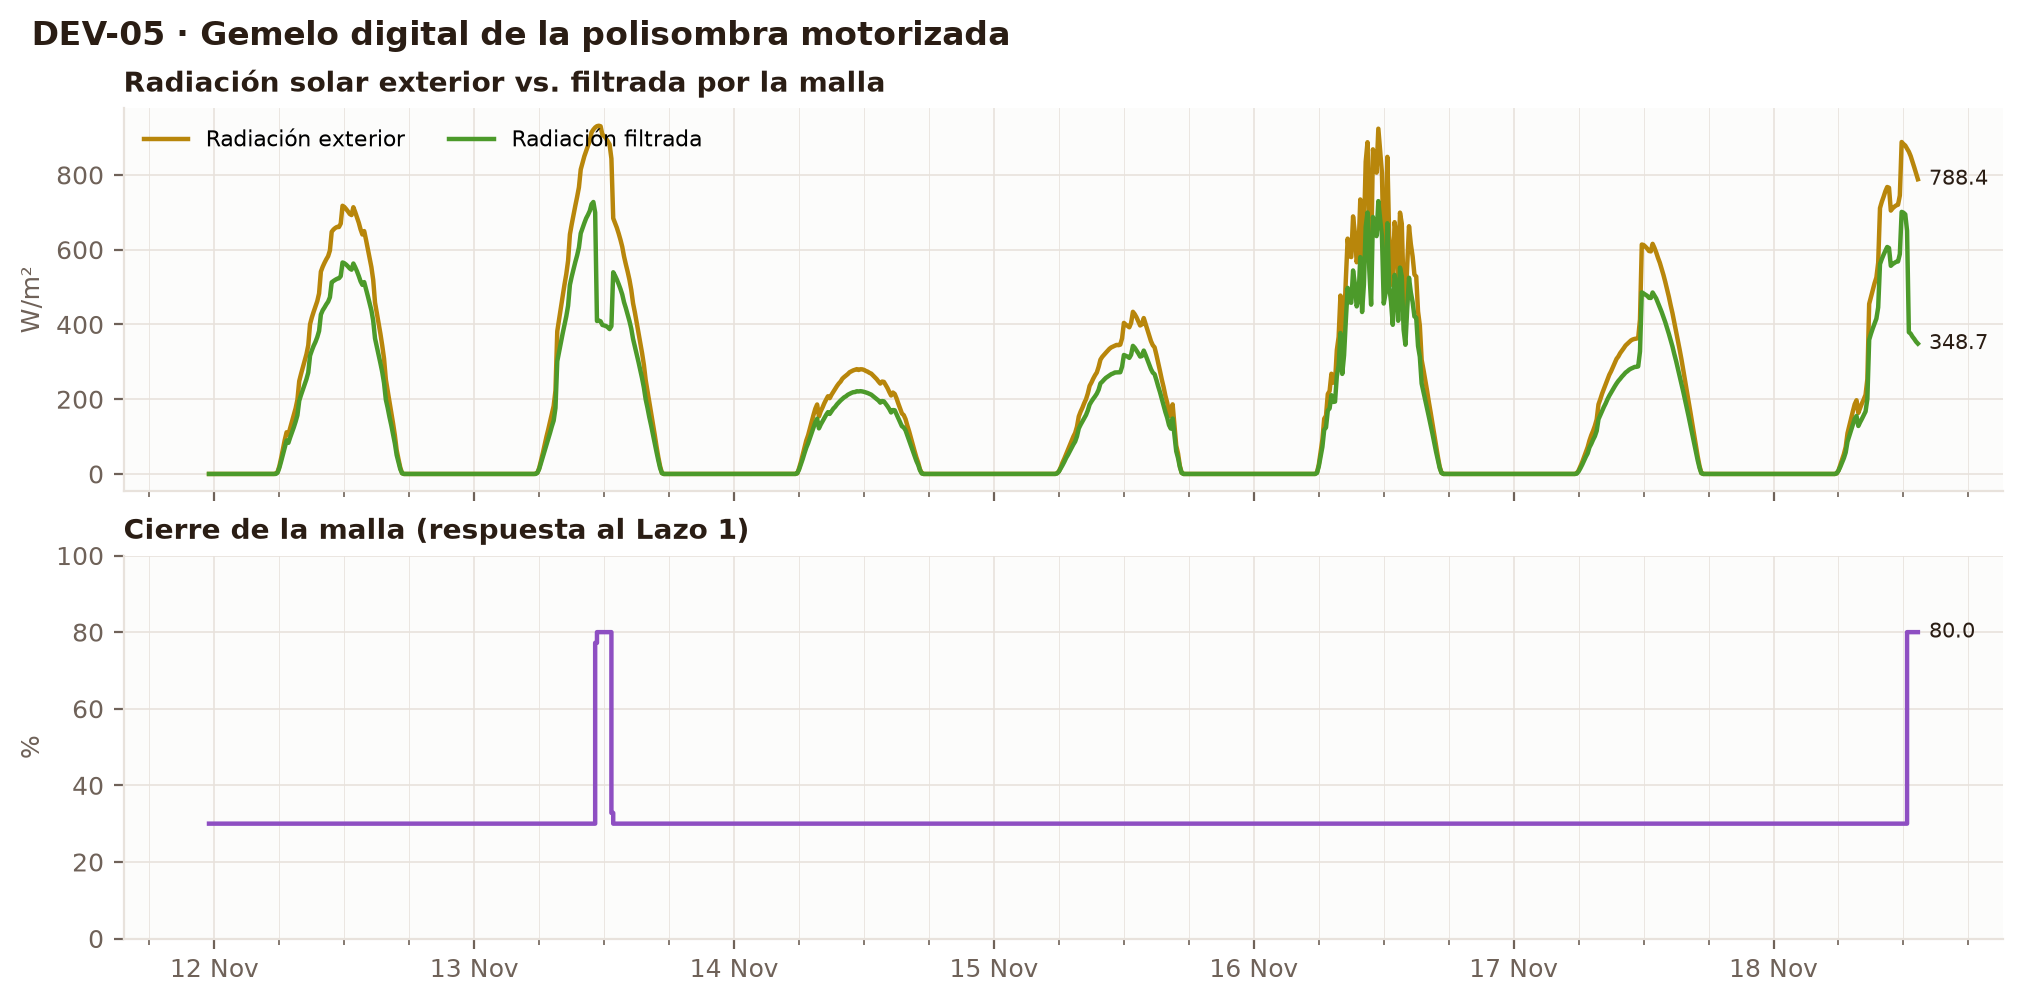 DEV-05 · Gemelo digital de la polisombra motorizada
Radiación solar exterior vs. filtrada por la malla
Radiación exterior
Radiación filtrada
W/m²
800
600
400
200
0
788.4
348.7
Cierre de la malla (respuesta al Lazo 1)
%
100
80
60
40
20
0
80.0
12 Nov
13 Nov
14 Nov
15 Nov
16 Nov
17 Nov
18 Nov